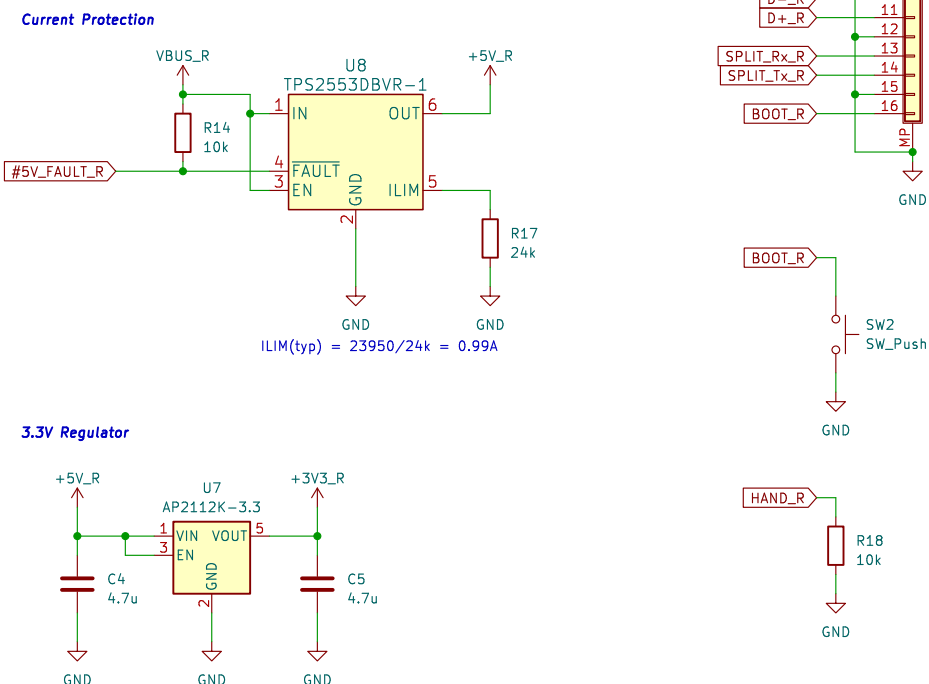 Current Protection
VBUS_R
U8
TPS2553DBVR-1
+5V_R
1
IN
OUT
6
R14
10k
#5V_FAULT_R
4
FAULT
3
EN
GND
ILIM
5
2
R17
24k
GND
GND
ILIM(typ) = 23950/24k = 0.99A
3.3V Regulator
+5V_R
U7
AP2112K-3.3
+3V3_R
1
VIN
VOUT
5
3
EN
GND
2
C4
4.7u
C5
4.7u
GND
GND
GND
D-_R
D+_R
11
12
SPLIT_Rx_R
13
SPLIT_Tx_R
14
15
BOOT_R
16
MP
GND
BOOT_R
SW2
SW_Push
GND
HAND_R
R18
10k
GND